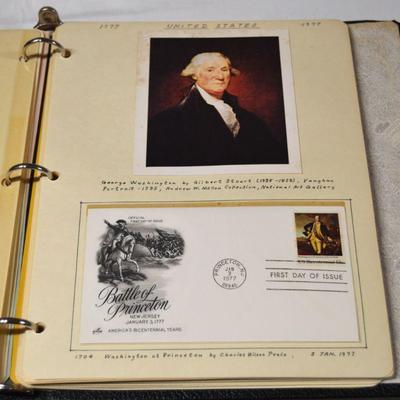 1977 UNITED STATES 1977
George Washington by Gilbert Stuart (1755-1828), Vaughan
Portrait - 1795, Andrew W. Mellon Collection, National Art Gallery
OFFICIAL
FIRST DAY OF ISSUE
Battle of
Princeton
NEW JERSEY
JANUARY 3, 1777
AMERICA'S BICENTENNIAL YEARS
PRINCETON, NJ
JAN
3
1977
08540
FIRST DAY OF ISSUE
US Bicentennial 13c
1704 Washington at Princeton by Charles Wilson Peale 3 JAN. 1977